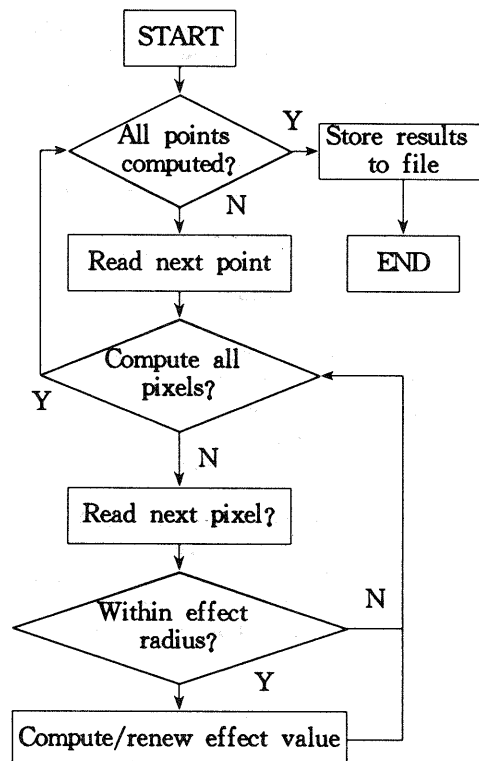 START
All points
computed?
Y
Store results
to file
N
Read next point
END
Compute all
pixels?
Y
N
Read next pixel?
Within effect
radius?
N
Y
Compute/renew effect value